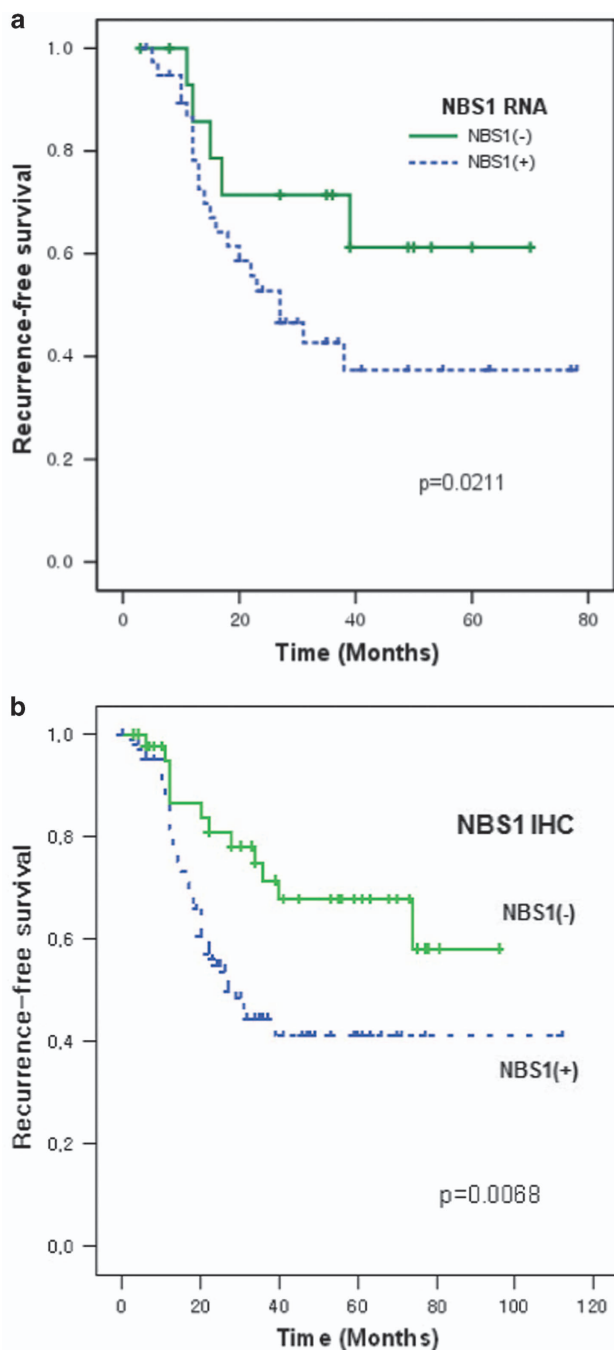 a
NBS1 RNA
NBS1(-)
NBS1(+)
1.0
0.8
0.6
0.4
0.2
0.0
Recurrence-free survival
p=0.0211
0 20 40 60 80
Time (Months)
b
1,0
0,8
0,6
0,4
0,2
0,0
Recurrence-free survival
NBS1 IHC
NBS1(-)
NBS1(+)
p=0.0068
0 20 40 60 80 100 120
Time (Months)